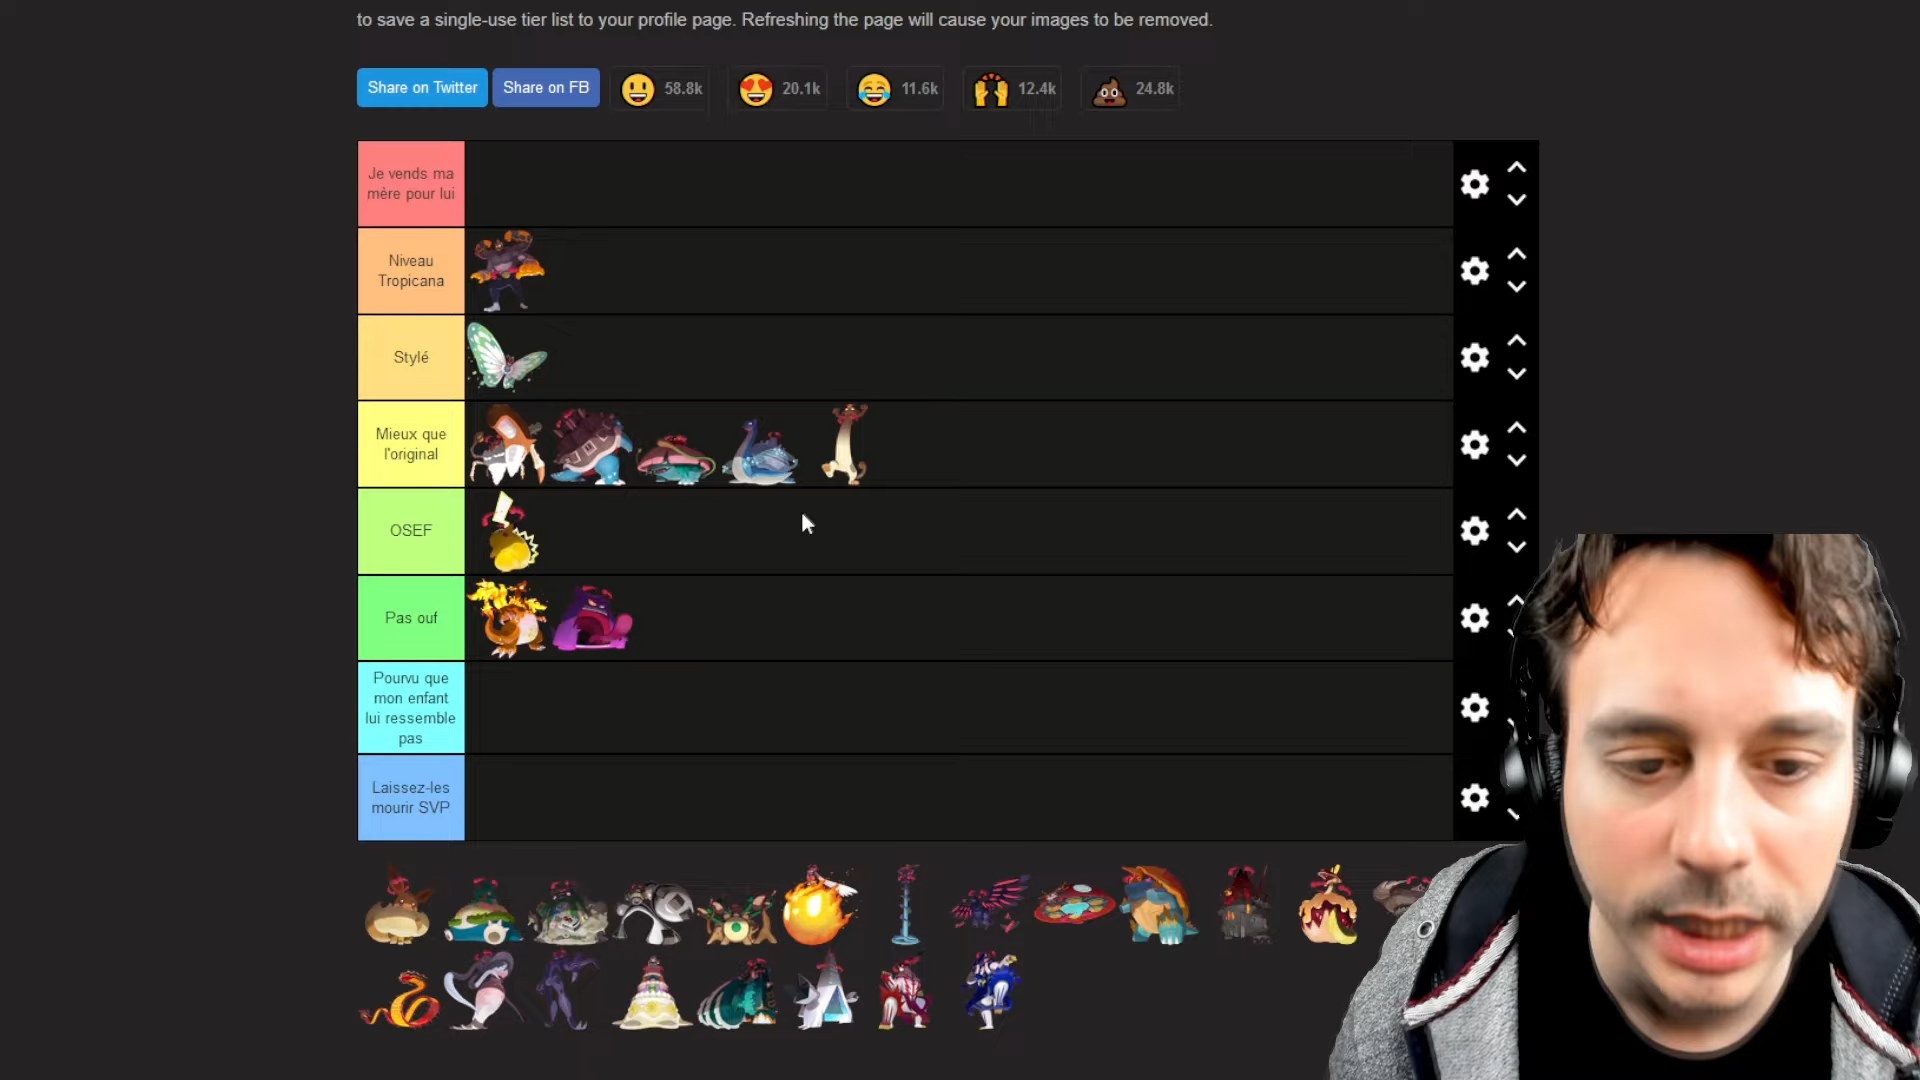 to save a single-use tier list to your profile page. Refreshing the page will cause your images to be removed.
Share on Twitter
Share on FB
58.8k
20.1k
11.6k
12.4k
24.8k
Je vends ma
mère pour lui
Niveau
Tropicana
Stylé
Mieux que
l'original
OSEF
Pas ouf
Pourvu que
mon enfant
lui ressemble
pas
Laissez-les
mourir SVP